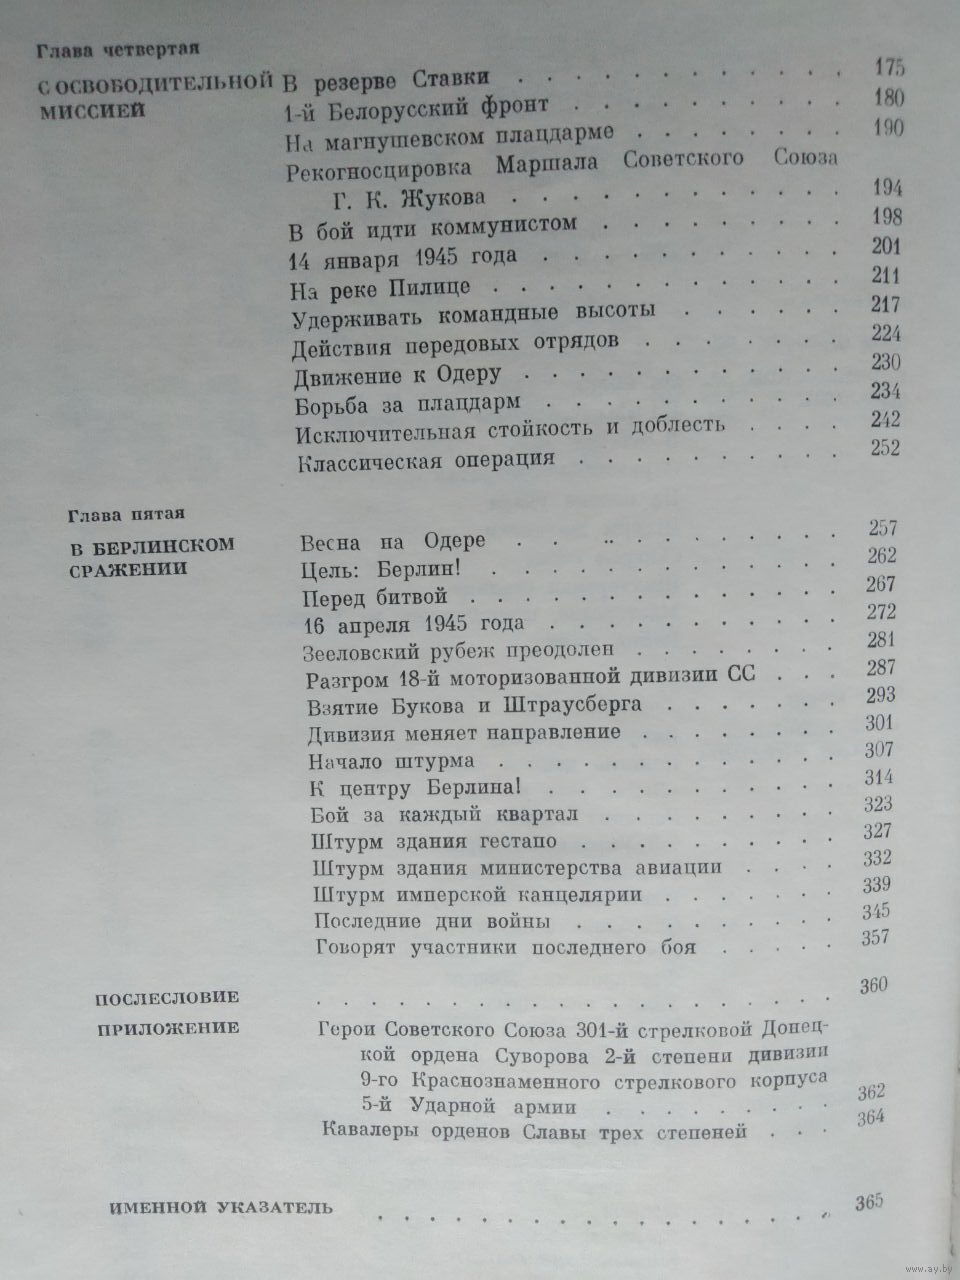 Глава четвертая
С ОСВОБОДИТЕЛЬНОЙ
МИССИЕЙ
В резерве Ставки . . . . . . . . . . . . 175
1-й Белорусский фронт . . . . . . . . . . 180
На магнушевском плацдарме . . . . . . . . 190
Рекогносцировка Маршала Советского Союза
Г. К. Жукова . . . . . . . . . . . . 194
В бой идти коммунистом . . . . . . . . . 198
14 января 1945 года . . . . . . . . . . . 201
На реке Пилице . . . . . . . . . . . . . 211
Удерживать командные высоты . . . . . . 217
Действия передовых отрядов . . . . . . . 224
Движение к Одеру . . . . . . . . . . . . 230
Борьба за плацдарм . . . . . . . . . . . 234
Исключительная стойкость и доблесть . . . . 242
Классическая операция . . . . . . . . . . 252
Глава пятая
В БЕРЛИНСКОМ
СРАЖЕНИИ
Весна на Одере . . . . . . . . . . . . 257
Цель: Берлин! . . . . . . . . . . . . . 262
Перед битвой . . . . . . . . . . . . . . 267
16 апреля 1945 года . . . . . . . . . . . 272
Зееловский рубеж преодолен . . . . . . . . 281
Разгром 18-й моторизованной дивизии СС . . . 287
Взятие Букова и Штраусберга . . . . . . . 293
Дивизия меняет направление . . . . . . . . 301
Начало штурма . . . . . . . . . . . . . 307
К центру Берлина! . . . . . . . . . . . 314
Бой за каждый квартал . . . . . . . . . 323
Штурм здания гестапо . . . . . . . . . . 327
Штурм здания министерства авиации . . . . 332
Штурм имперской канцелярии . . . . . . . 339
Последние дни войны . . . . . . . . . . 345
Говорят участники последнего боя . . . . . 357
ПОСЛЕСЛОВИЕ . . . . . . . . . . . . . . . . . . . 360
ПРИЛОЖЕНИЕ
Герои Советского Союза 301-й стрелковой Донец-
кой ордена Суворова 2-й степени дивизии
9-го Краснознаменного стрелкового корпуса
5-й Ударной армии . . . . . . . . . 362
Кавалеры орденов Славы трех степеней . . . 364
ИМЕННОЙ УКАЗАТЕЛЬ . . . . . . . . . . . . . . . . . . 365
www.ay.by